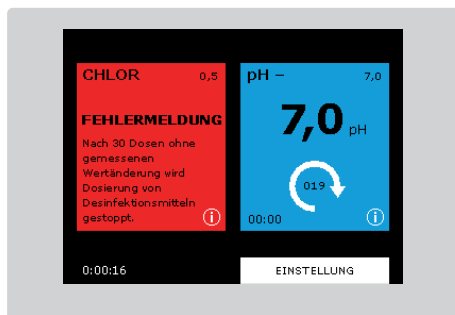 CHLOR 0,5
FEHLERMELDUNG
Nach 30 Dosen ohne
gemessenen
Wertänderung wird
Dosierung von
Desinfektionsmitteln
gestoppt.
i
pH – 7,0
7,0 pH
019
00:00
i
0:00:16
EINSTELLUNG